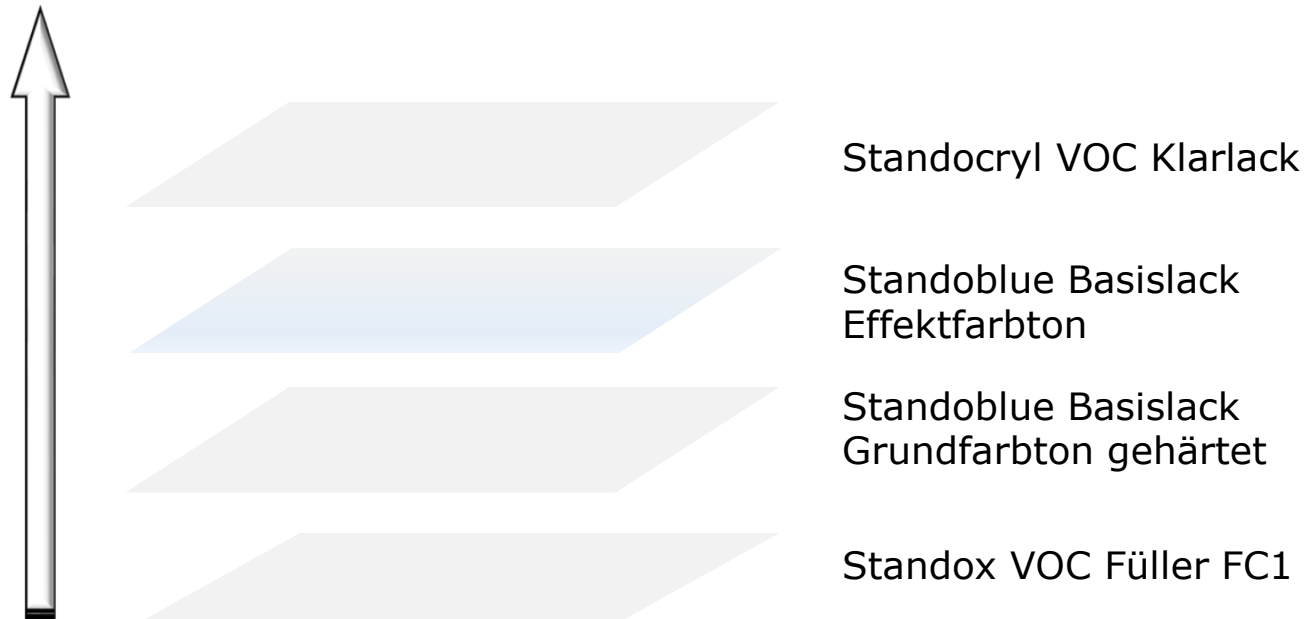 Standocryl VOC Klarlack
Standoblue Basislack
Effektfarbton
Standoblue Basislack
Grundfarbton gehärtet
Standox VOC Füller FC1